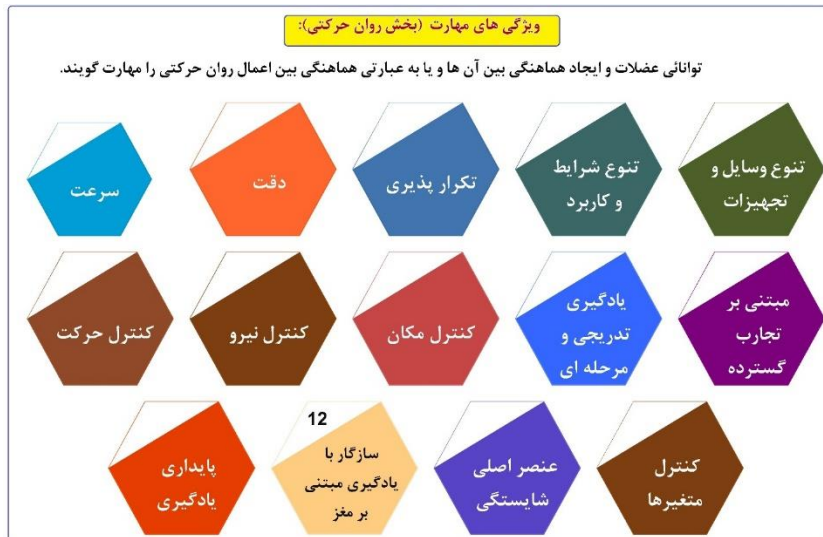 ویژگی های مهارت (بخش روان حرکتی):
توانائی عضلات و ایجاد هماهنگی بین آن ها و یا به عبارتی هماهنگی بین اعمال روان حرکتی را مهارت گویند.
تنوع وسایل و
تجهیزات
تنوع شرایط
و کاربرد
تکرار پذیری
دقت
سرعت
مبتنی بر
تجارب
گسترده
یادگیری
تدریجی و
مرحله ای
کنترل مکان
کنترل نیرو
کنترل حرکت
کنترل
متغیرها
عنصر اصلی
شایستگی
12
سازگار با
یادگیری مبتنی
بر مغز
پایداری
یادگیری